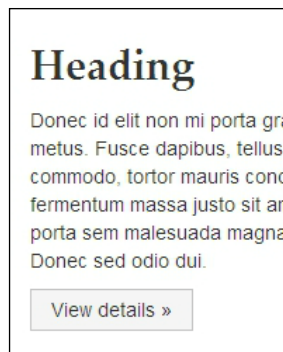 Heading
Donec id elit non mi porta
metus. Fusce dapibus, tellus
commodo, tortor mauris
fermentum massa justo sit
porta sem malesuada magna
Donec sed odio dui.
View details »